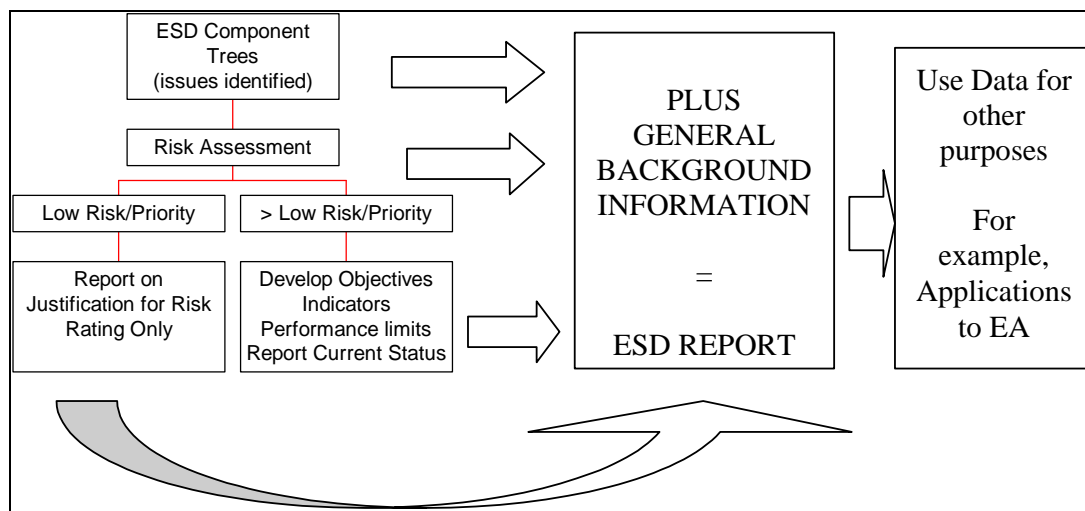 ESD Component
Trees
(issues identified)
Risk Assessment
Low Risk/Priority
> Low Risk/Priority
Report on
Justification for Risk
Rating Only
Develop Objectives
Indicators
Performance limits
Report Current Status
PLUS
GENERAL
BACKGROUND
INFORMATION
=
ESD REPORT
Use Data for
other
purposes
For
example,
Applications
to EA